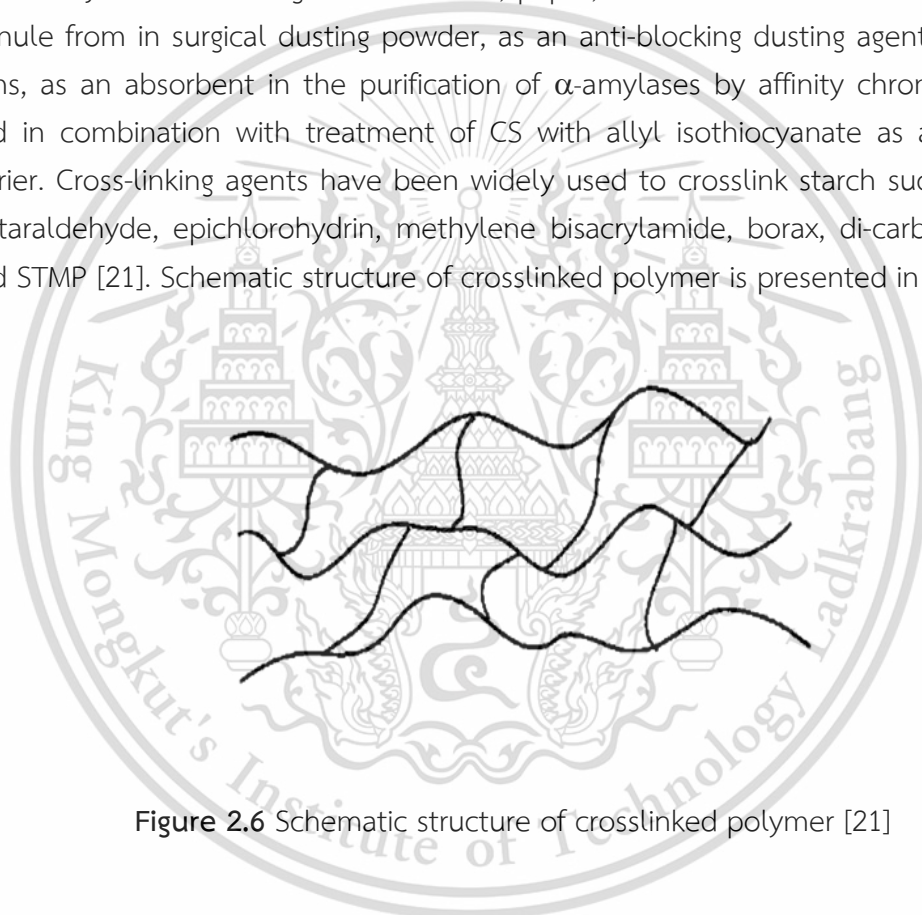 nule from in surgical dusting powder, as an anti-blocking dusting agent
ns, as an absorbent in the purification of α-amylases by affinity chron
d in combination with treatment of CS with allyl isothiocyanate as a
rier. Cross-linking agents have been widely used to crosslink starch suc
taraldehyde, epichlorohydrin, methylene bisacrylamide, borax, di-carb
d STMP [21]. Schematic structure of crosslinked polymer is presented in
King Mongkut's Institute of Technology Ladkrabang
Figure 2.6 Schematic structure of crosslinked polymer [21]